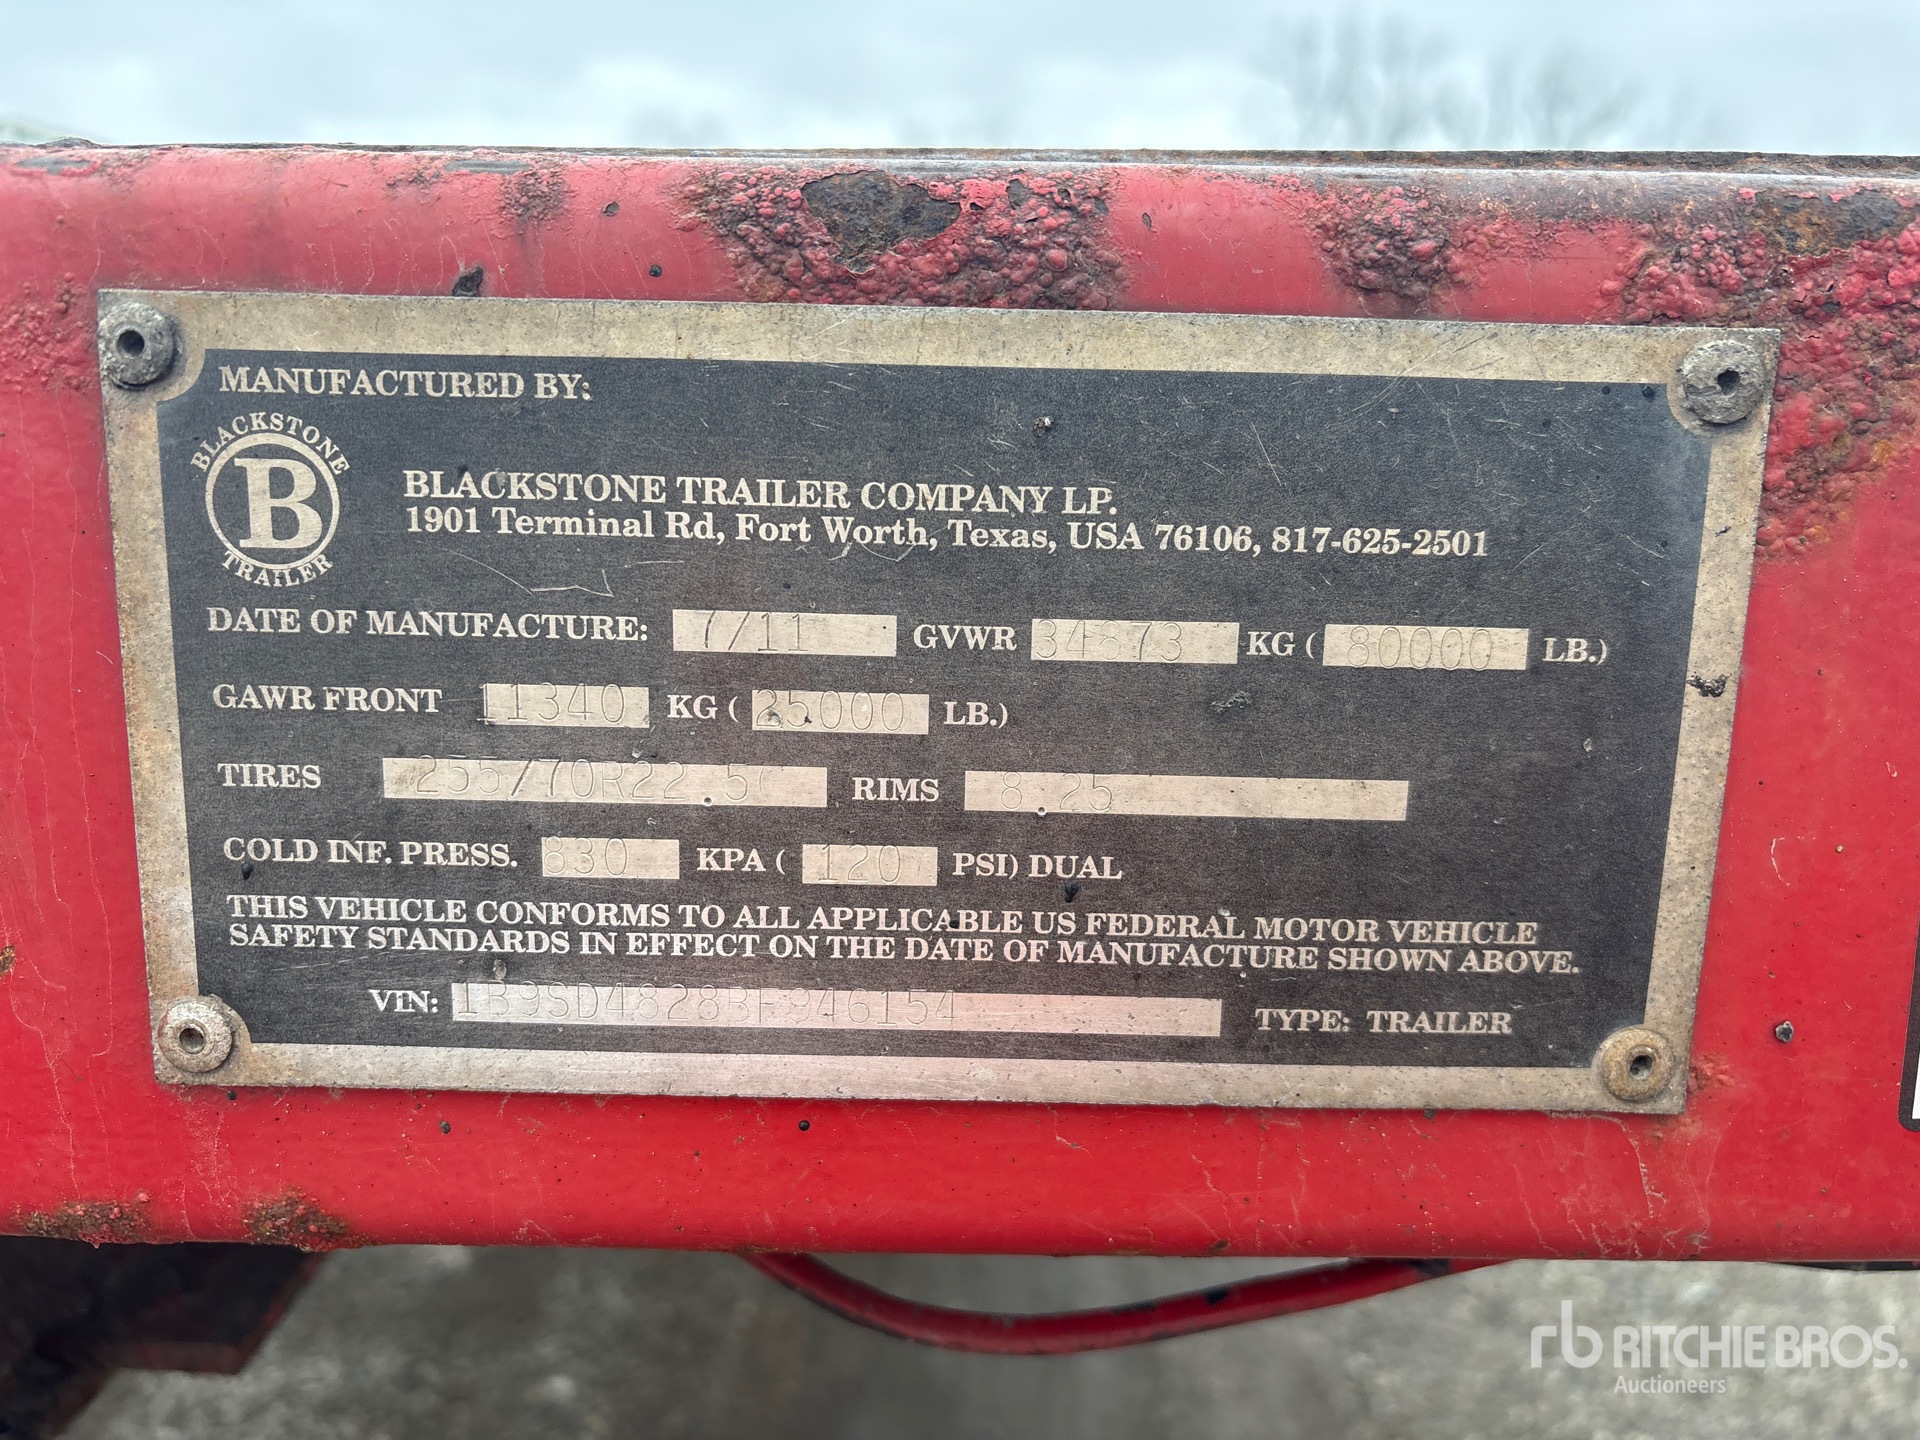 MANUFACTURED BY:
BLACKSTONE
B
TRAILER
BLACKSTONE TRAILER COMPANY LP.
1901 Terminal Rd, Fort Worth, Texas, USA 76106, 817-625-2501
DATE OF MANUFACTURE: 7/11 GVWR 34873 KG ( 80000 LB.)
GAWR FRONT 11340 KG ( 25000 LB.)
TIRES 255/70R22.5 RIMS 8.25
COLD INF. PRESS. 830 KPA ( 120 PSI) DUAL
THIS VEHICLE CONFORMS TO ALL APPLICABLE US FEDERAL MOTOR VEHICLE
SAFETY STANDARDS IN EFFECT ON THE DATE OF MANUFACTURE SHOWN ABOVE.
VIN: 1B9SD4828BF946154 TYPE: TRAILER
rb RITCHIE BROS.
Auctioneers